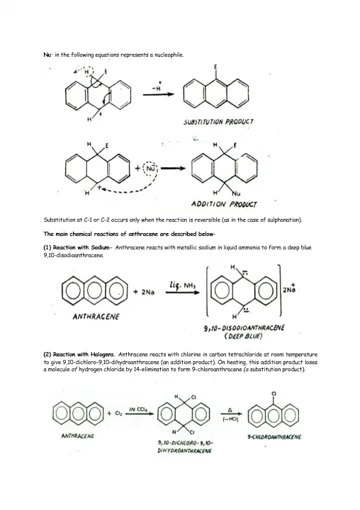 Nu- in the following equations represents a nucleophile.
H E
-H+
H +
E
SUBSTITUTION PRODUCT
H E
+ :Nu
H
H E
H Nu
ADDITION PRODUCT
Substitution at C-1 or C-2 occurs only when the reaction is reversible (as in the case of sulphonation).
The main chemical reactions of anthracene are described below-
(1) Reaction with Sodium- Anthracene reacts with metallic sodium in liquid ammonia to form a deep blue
9,10-disodioanthracene.
ANTHRACENE
+ 2Na
liq. NH3
H
H
2Na+
9,10-DISODIOANTHRACENE
(DEEP BLUE)
(2) Reaction with Halogens. Anthracene reacts with chlorine in carbon tetrachloride at room temperature
to give 9,10-dichloro-9,10-dihydroanthracene (an addition product). On heating, this addition product loses
a molecule of hydrogen chloride by 14-elimination to form 9-chloroanthracene (a substitution product).
ANTHRACENE
+ Cl2
IN CCl4
H Cl
H Cl
9,10-DICHLORO-9,10-
DIHYDROANTHRACENE
Δ
(-HCl)
Cl
9-CHLOROANTHRACENE